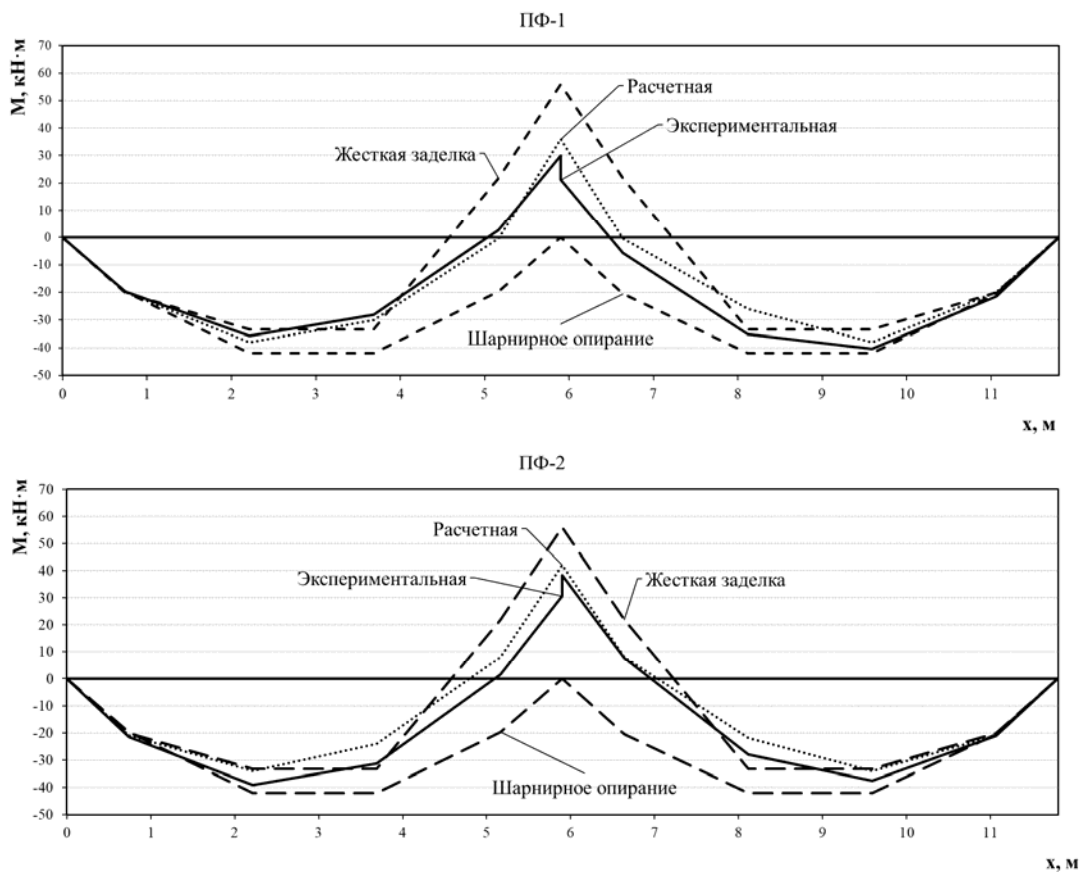 ПФ-1
М, кН·м
70
60
50
40
30
20
10
0
-10
-20
-30
-40
-50
Расчетная
Экспериментальная
Жесткая заделка
Шарнирное опирание
0 1 2 3 4 5 6 7 8 9 10 11
х, м
ПФ-2
М, кН·м
70
60
50
40
30
20
10
0
-10
-20
-30
-40
-50
Расчетная
Экспериментальная
Жесткая заделка
Шарнирное опирание
0 1 2 3 4 5 6 7 8 9 10 11
х, м